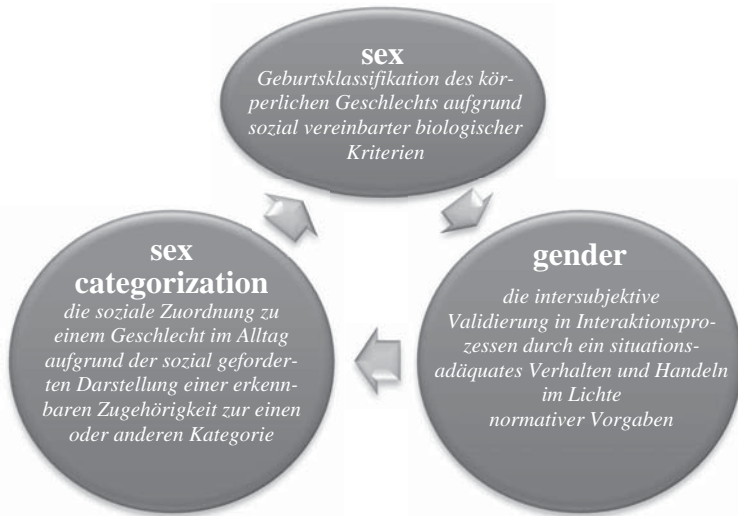 sex
Geburtsklassifikation des kör-
perlichen Geschlechts aufgrund
sozial vereinbarter biologischer
Kriterien
sex
categorization
die soziale Zuordnung zu
einem Geschlecht im Alltag
aufgrund der sozial geforder-
ten Darstellung einer erkenn-
baren Zugehörigkeit zur einen
oder anderen Kategorie
gender
die intersubjektive
Validierung in Interaktionspro-
zessen durch ein situations-
adäquates Verhalten und Handeln
im Lichte
normativer Vorgaben